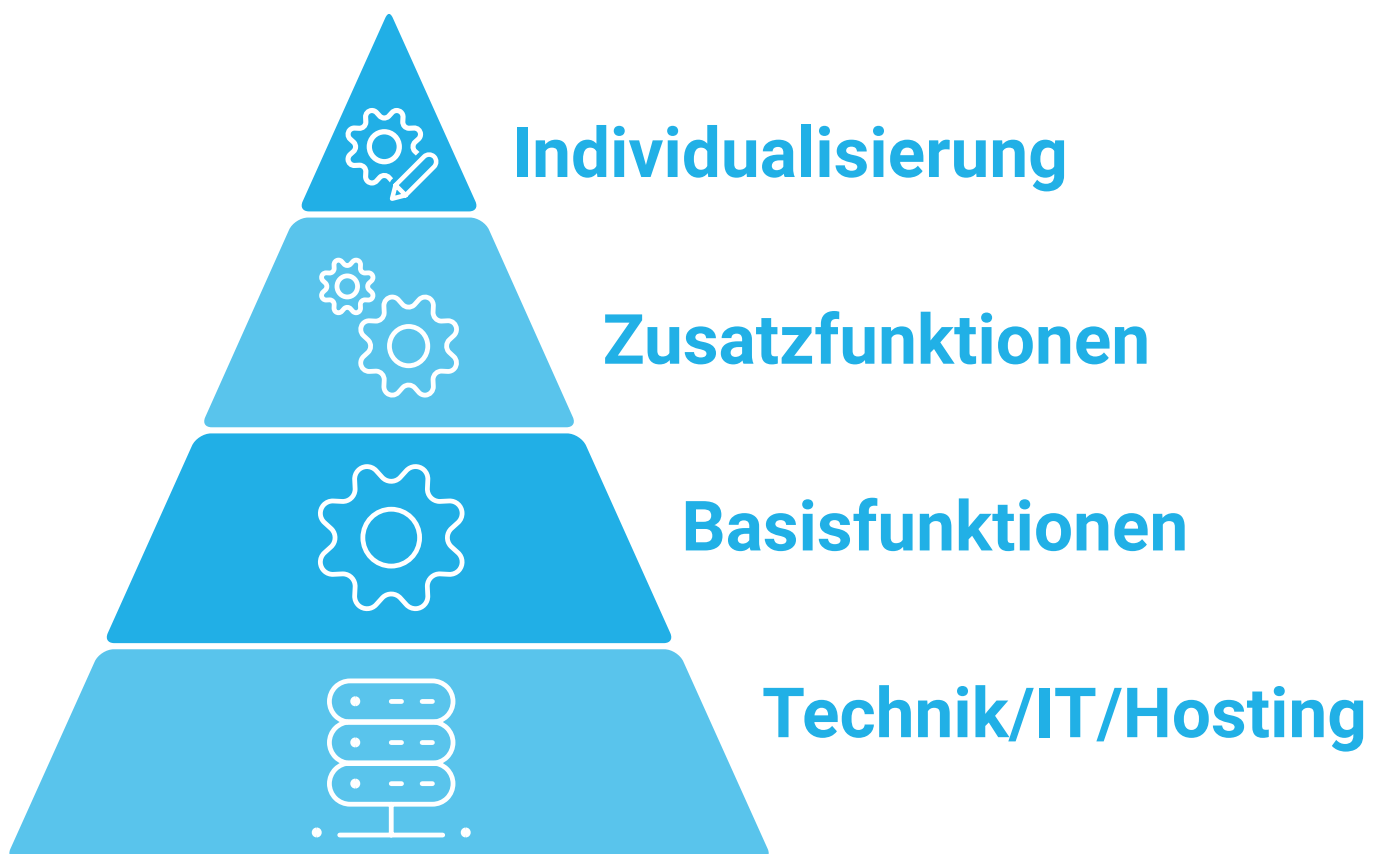 Individualisierung
Zusatzfunktionen
Basisfunktionen
Technik/IT/Hosting